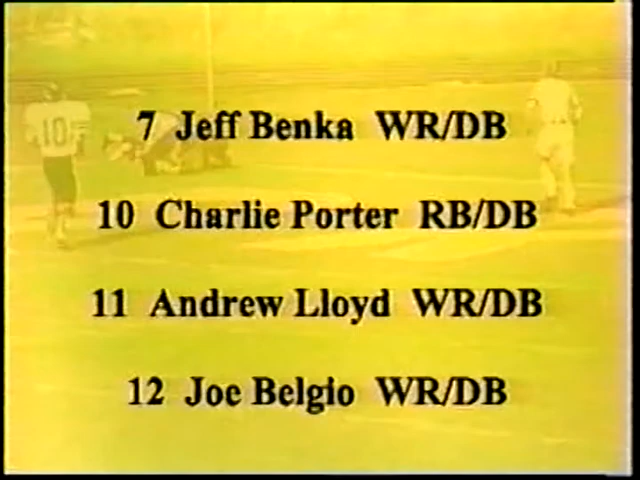 7 Jeff Benka WR/DB
10 Charlie Porter RB/DB
11 Andrew Lloyd WR/DB
12 Joe Belgio WR/DB
10